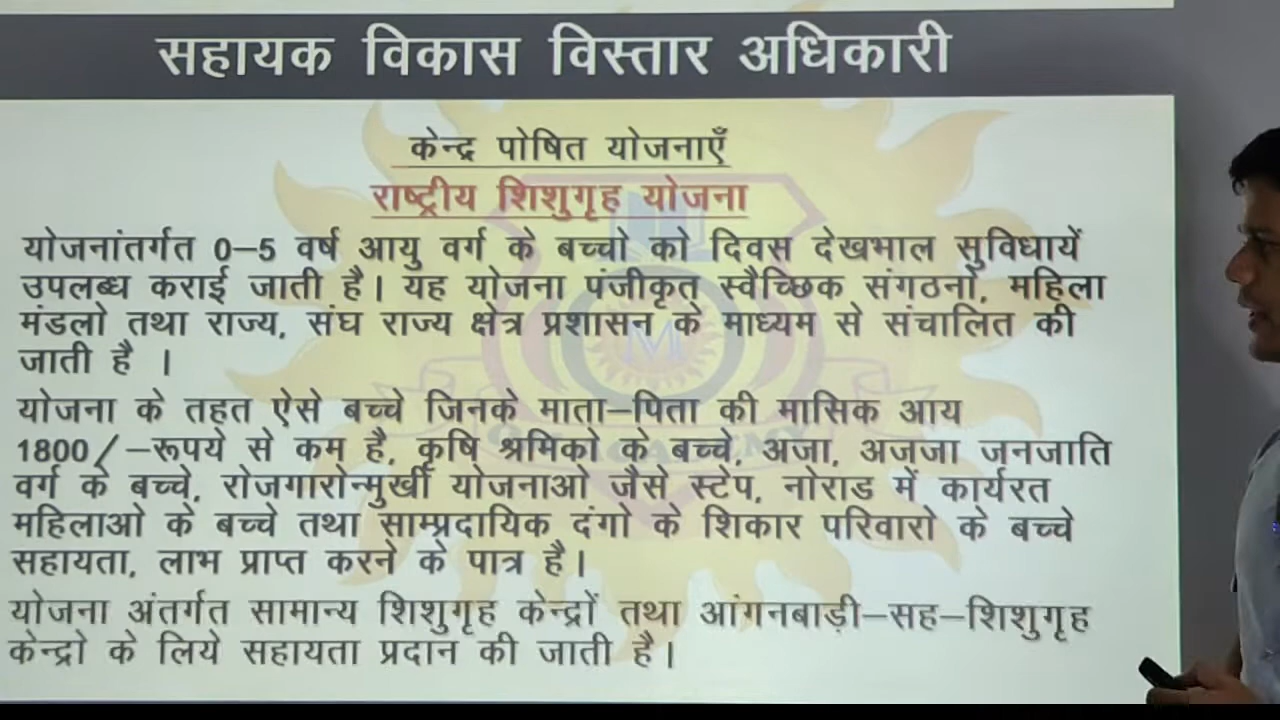 सहायक विकास विस्तार अधिकारी
केन्द्र पोषित योजनाएँ
राष्ट्रीय शिशुगृह योजना
योजनांतर्गत 0–5 वर्ष आयु वर्ग के बच्चो को दिवस देखभाल सुविधायें
उपलब्ध कराई जाती है। यह योजना पंजीकृत स्वैच्छिक संगठनो, महिला
मंडलो तथा राज्य, संघ राज्य क्षेत्र प्रशासन के माध्यम से संचालित की
जाती है ।
योजना के तहत ऐसे बच्चे जिनके माता–पिता की मासिक आय
1800/–रूपये से कम है, कृषि श्रमिको के बच्चे, अजा, अजजा जनजाति
वर्ग के बच्चे, रोजगारोन्मुखी योजनाओ जैसे स्टेप, नोराड में कार्यरत
महिलाओ के बच्चे तथा साम्प्रदायिक दंगो के शिकार परिवारो के बच्चे
सहायता, लाभ प्राप्त करने के पात्र है।
योजना अंतर्गत सामान्य शिशुगृह केन्द्रों तथा आंगनबाड़ी–सह–शिशुगृह
केन्द्रो के लिये सहायता प्रदान की जाती है।
M